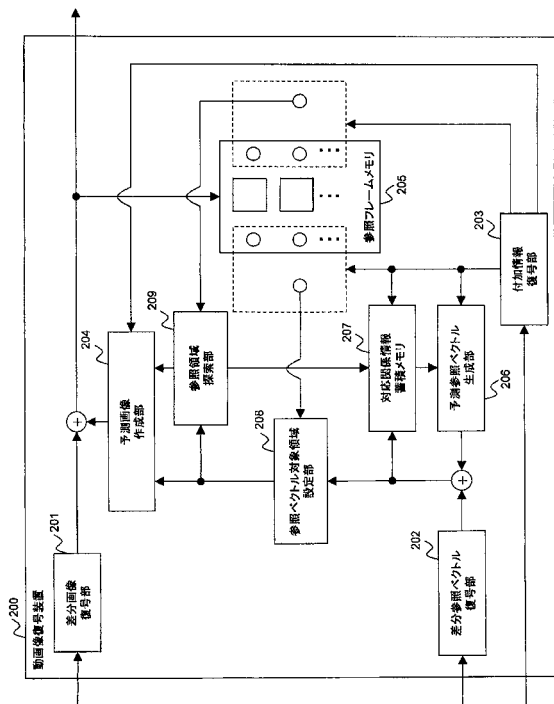 200
動画像復号装置
201
差分画像
復号部
204
予測画像
作成部
209
参照領域
探索部
208
参照ベクトル対象領域
設定部
207
対応関係情報
蓄積メモリ
206
予測参照ベクトル
生成部
202
差分参照ベクトル
復号部
203
付加情報
復号部
205
参照フレームメモリ